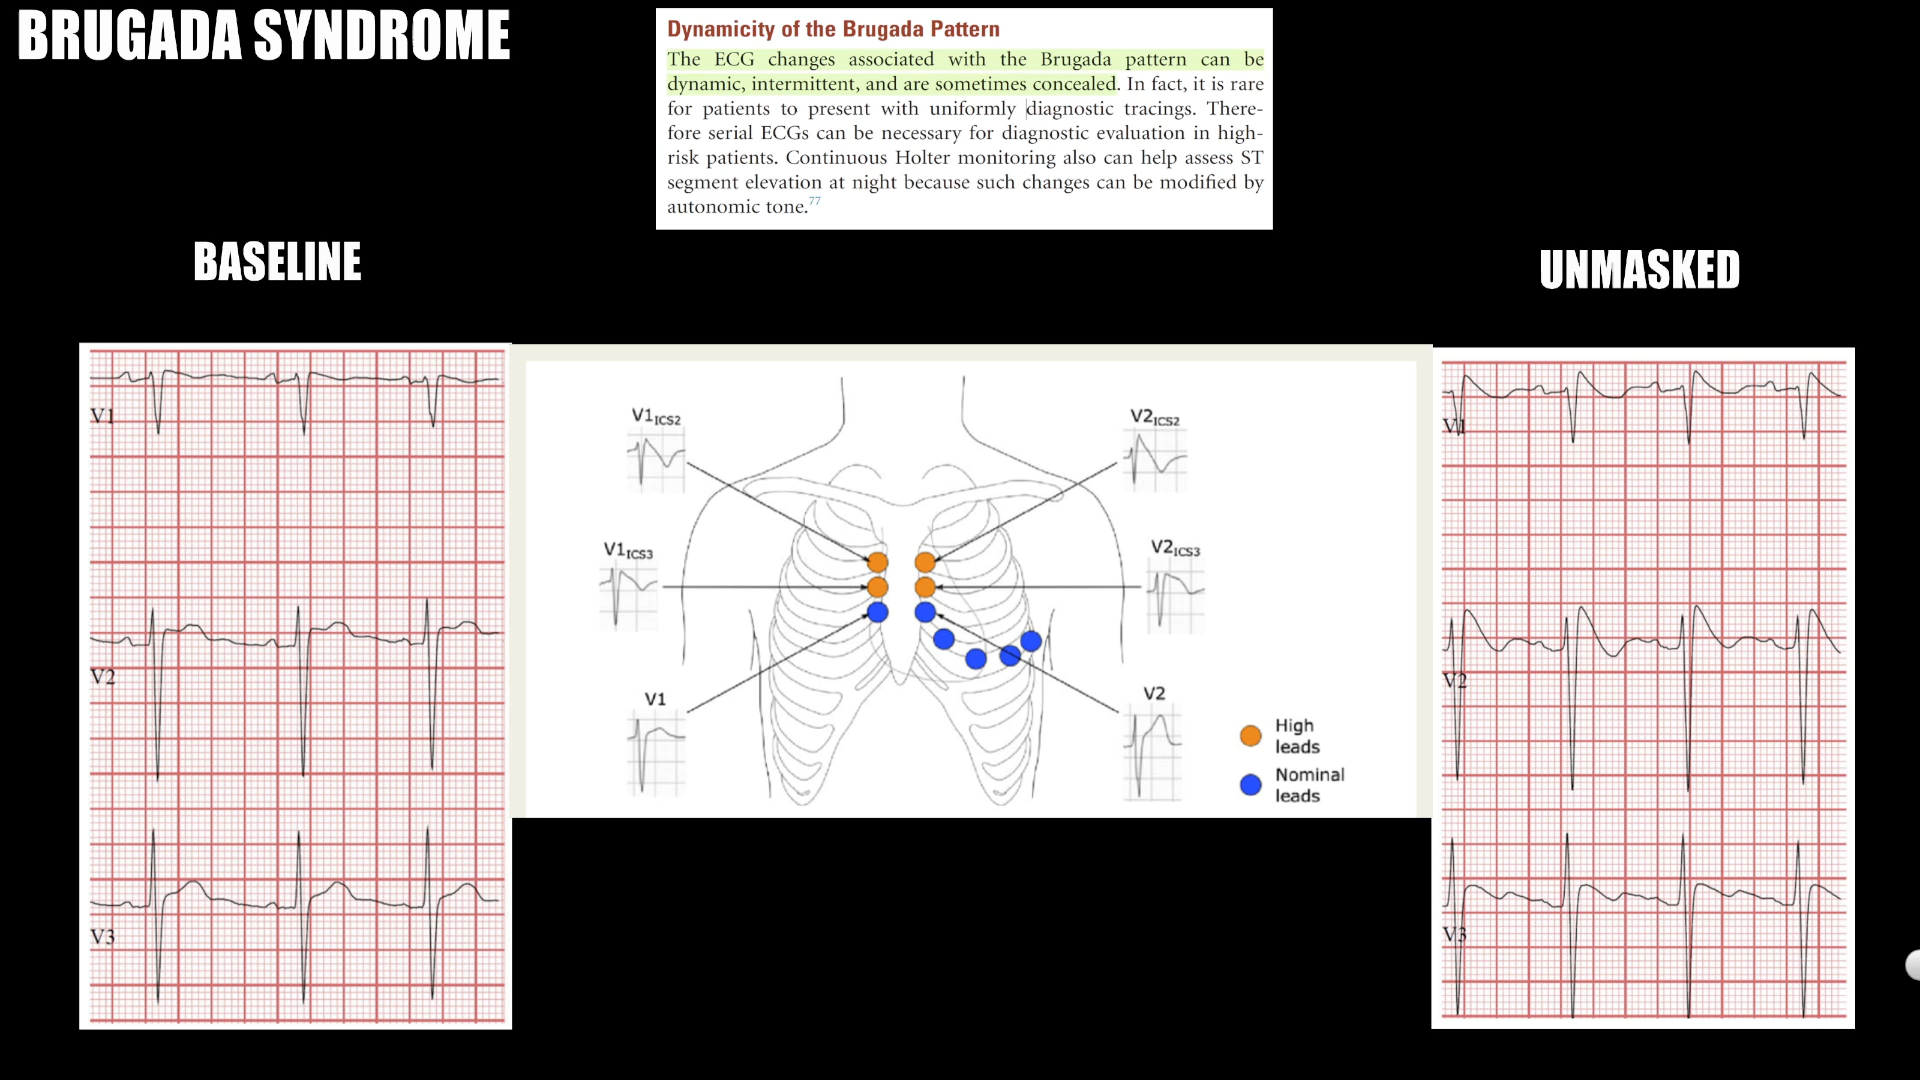 BRUGADA SYNDROME
Dynamicity of the Brugada Pattern
The ECG changes associated with the Brugada pattern can be
dynamic, intermittent, and are sometimes concealed. In fact, it is rare
for patients to present with uniformly diagnostic tracings. There-
fore serial ECGs can be necessary for diagnostic evaluation in high-
risk patients. Continuous Holter monitoring also can help assess ST
segment elevation at night because such changes can be modified by
autonomic tone.77
BASELINE
UNMASKED
V1
V2
V3
V1ICS2
V2ICS2
V1ICS3
V2ICS3
V1
V2
High
leads
Nominal
leads
V1
V2
V3